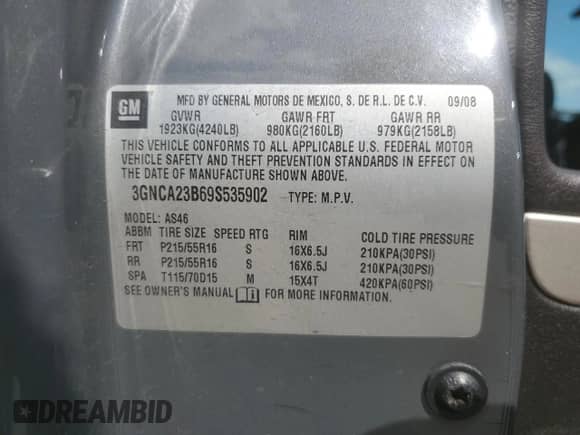 GM
MFD BY GENERAL MOTORS DE MEXICO, S. DE R.L. DE C.V. 09/08
GVWR GAWR FRT GAWR RR
1923KG(4240LB) 980KG(2160LB) 979KG(2158LB)
THIS VEHICLE CONFORMS TO ALL APPLICABLE U.S. FEDERAL MOTOR
VEHICLE SAFETY AND THEFT PREVENTION STANDARDS IN EFFECT ON
THE DATE OF MANUFACTURE SHOWN ABOVE.
3GNCA23B69S535902 TYPE: M.P.V.
MODEL: AS46
ABBM TIRE SIZE SPEED RTG RIM COLD TIRE PRESSURE
FRT P215/55R16 S 16X6.5J 210KPA(30PSI)
RR P215/55R16 S 16X6.5J 210KPA(30PSI)
SPA T115/70D15 M 15X4T 420KPA(60PSI)
SEE OWNER'S MANUAL FOR MORE INFORMATION.
DREAMBID